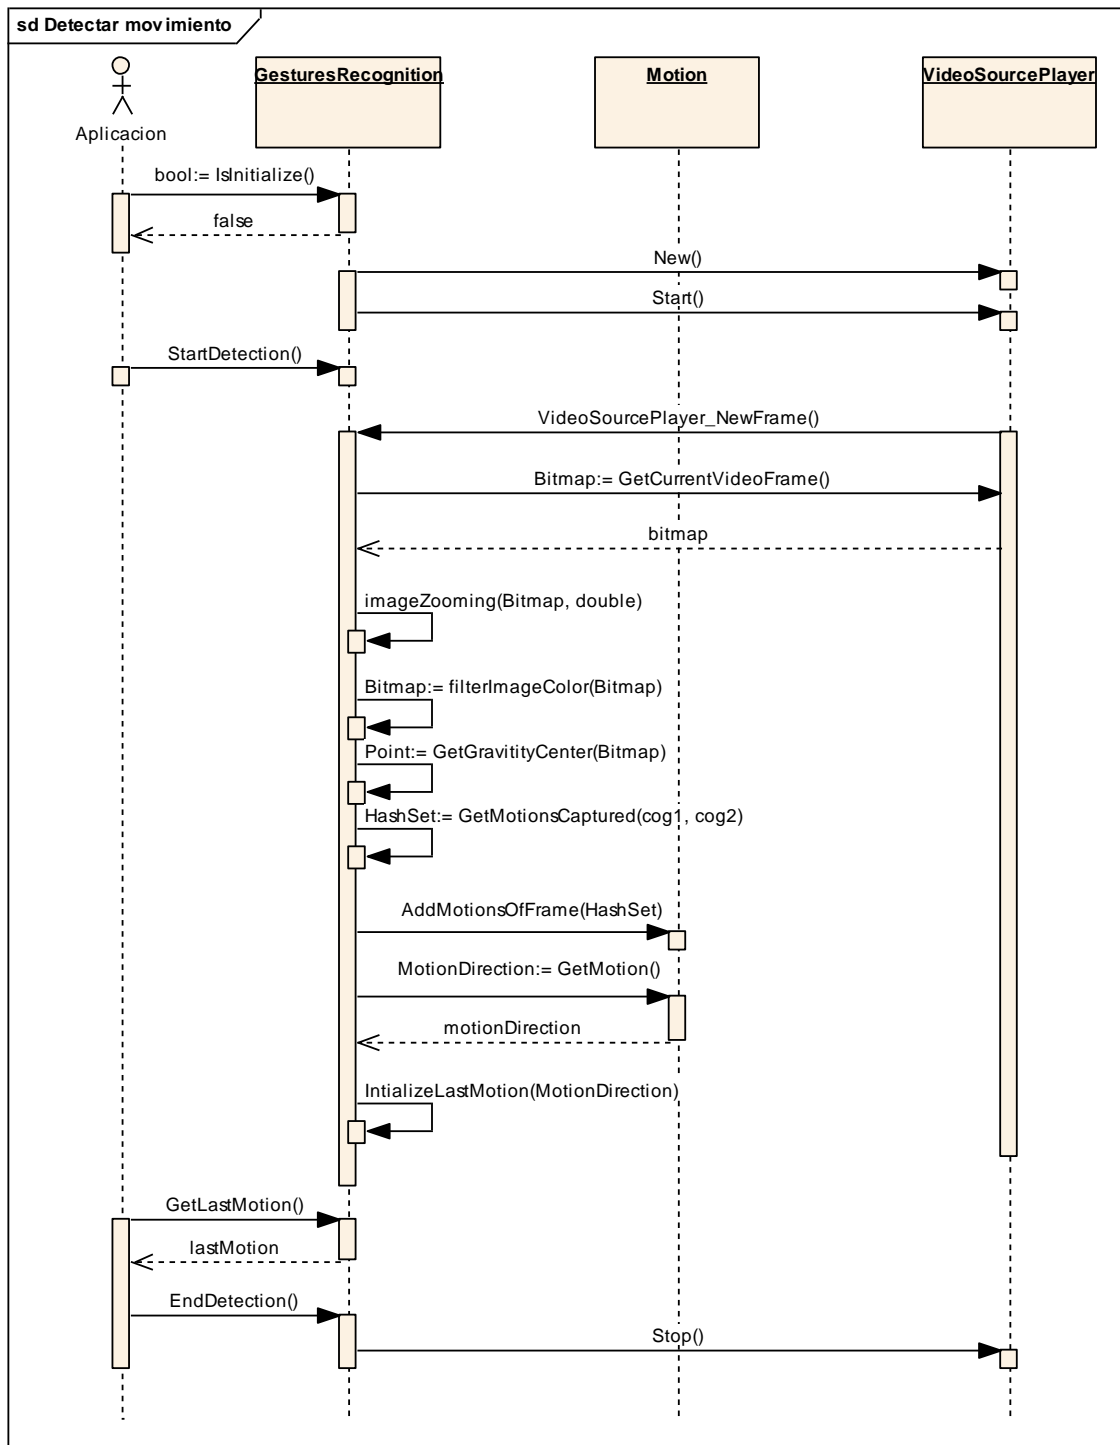 sd Detectar movimiento
GesturesRecognition
Motion
VideoSourcePlayer
Aplicacion
bool:= IsInitialize()
false
New()
Start()
StartDetection()
VideoSourcePlayer_NewFrame()
Bitmap:= GetCurrentVideoFrame()
bitmap
imageZooming(Bitmap, double)
Bitmap:= filterImageColor(Bitmap)
Point:= GetGravitityCenter(Bitmap)
HashSet:= GetMotionsCaptured(cog1, cog2)
AddMotionsOfFrame(HashSet)
MotionDirection:= GetMotion()
motionDirection
IntializeLastMotion(MotionDirection)
GetLastMotion()
lastMotion
EndDetection()
Stop()